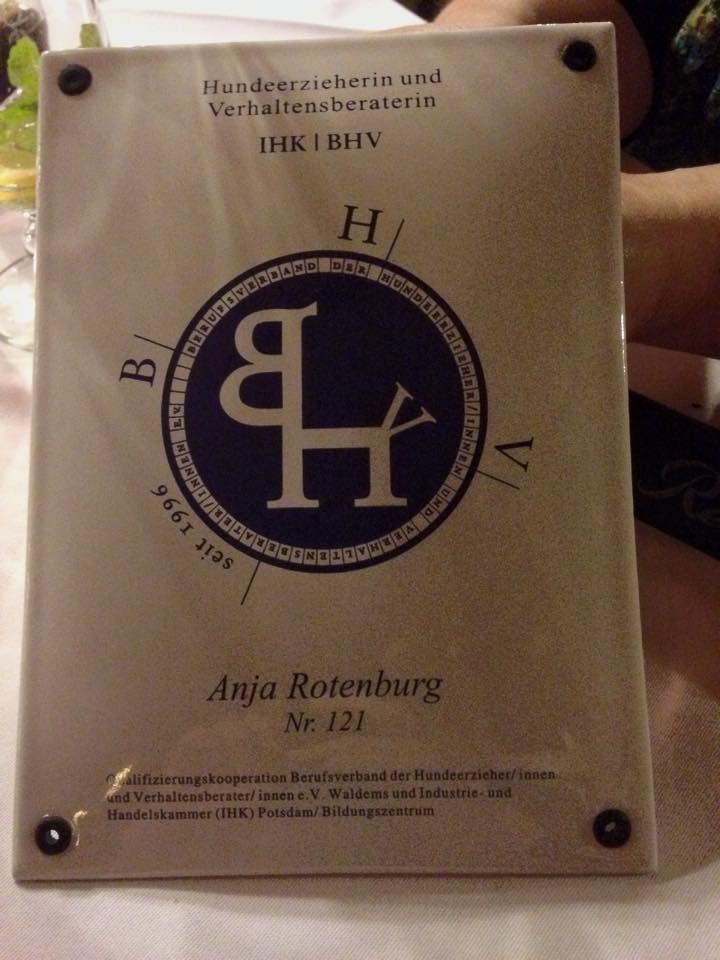 Hundeerzieherin und
Verhaltensberaterin
IHK | BHV
H
B
V
BERUFSVERBAND DER HUNDEERZIEHER/INNEN UND VERHALTENSBERATER/INNEN E.V.
BHV
seit 1996
Anja Rotenburg
Nr. 121
Qualifizierungskooperation Berufsverband der Hundeerzieher/ innen
und Verhaltensberater/ innen e.V. Waldems und Industrie- und
Handelskammer (IHK) Potsdam/ Bildungszentrum